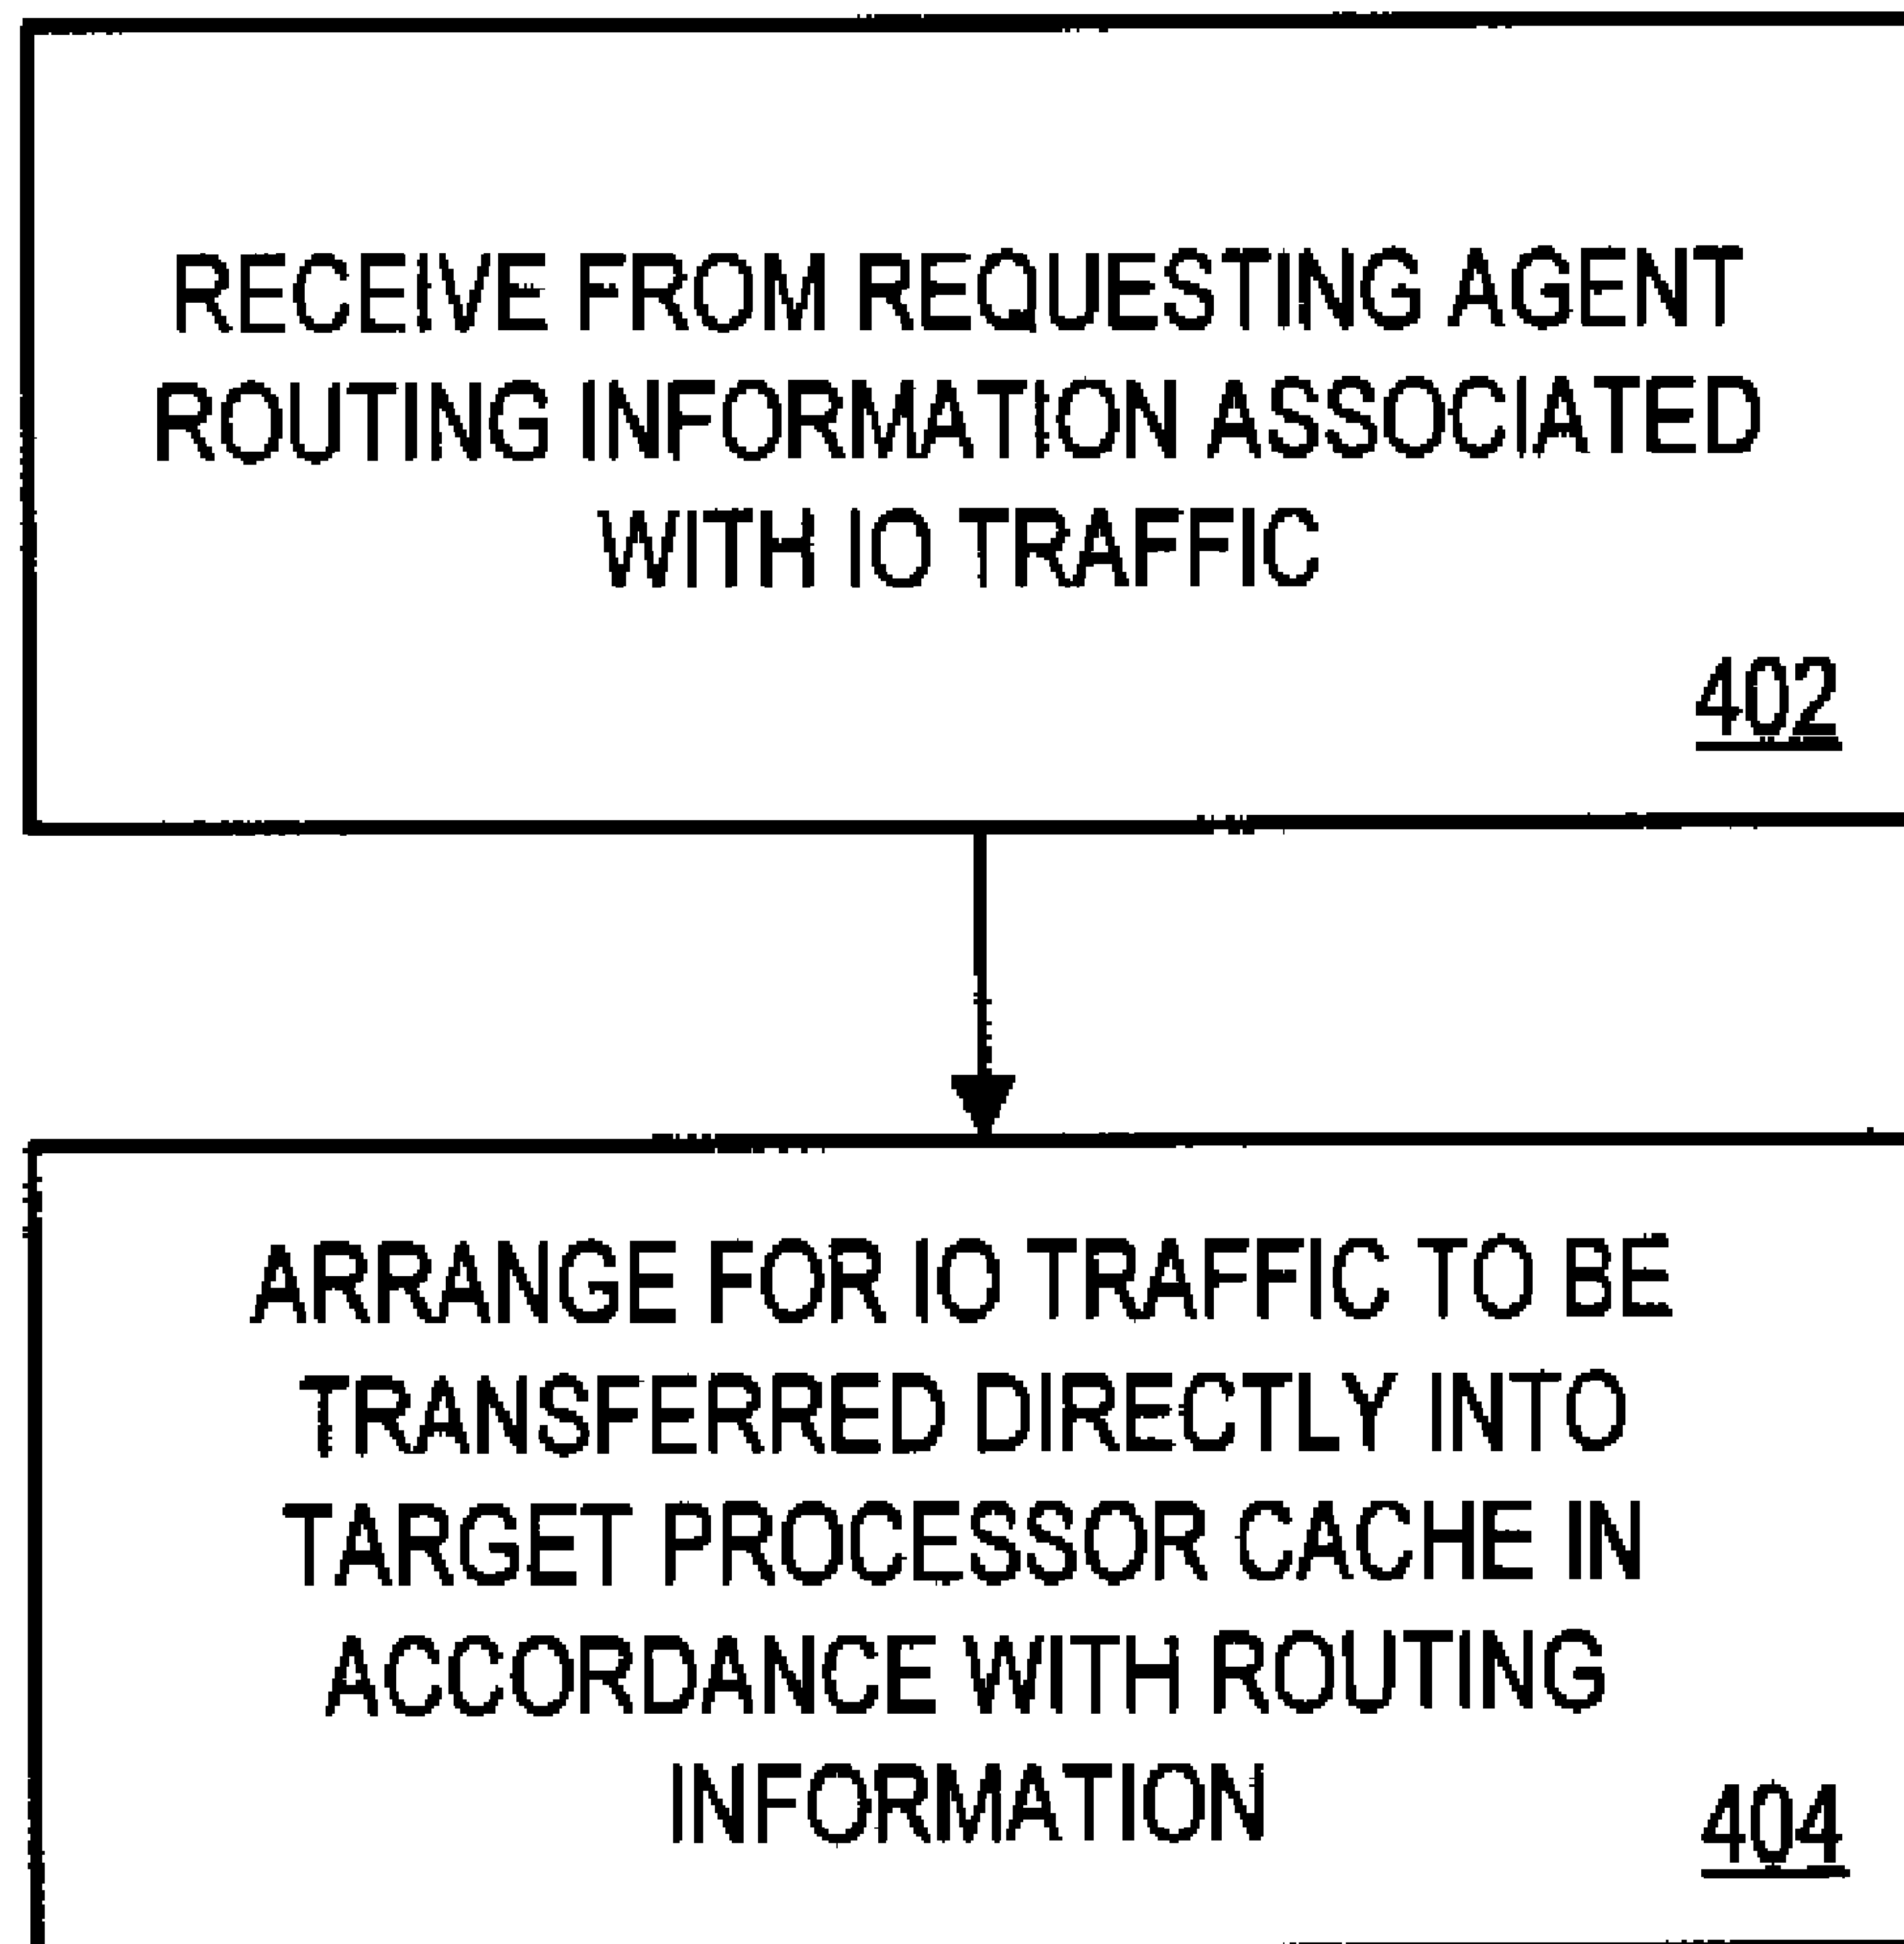 RECEIVE FROM REQUESTING AGENT
ROUTING INFORMATION ASSOCIATED
WITH IO TRAFFIC
402
ARRANGE FOR IO TRAFFIC TO BE
TRANSFERRED DIRECTLY INTO
TARGET PROCESSOR CACHE IN
ACCORDANCE WITH ROUTING
INFORMATION
404